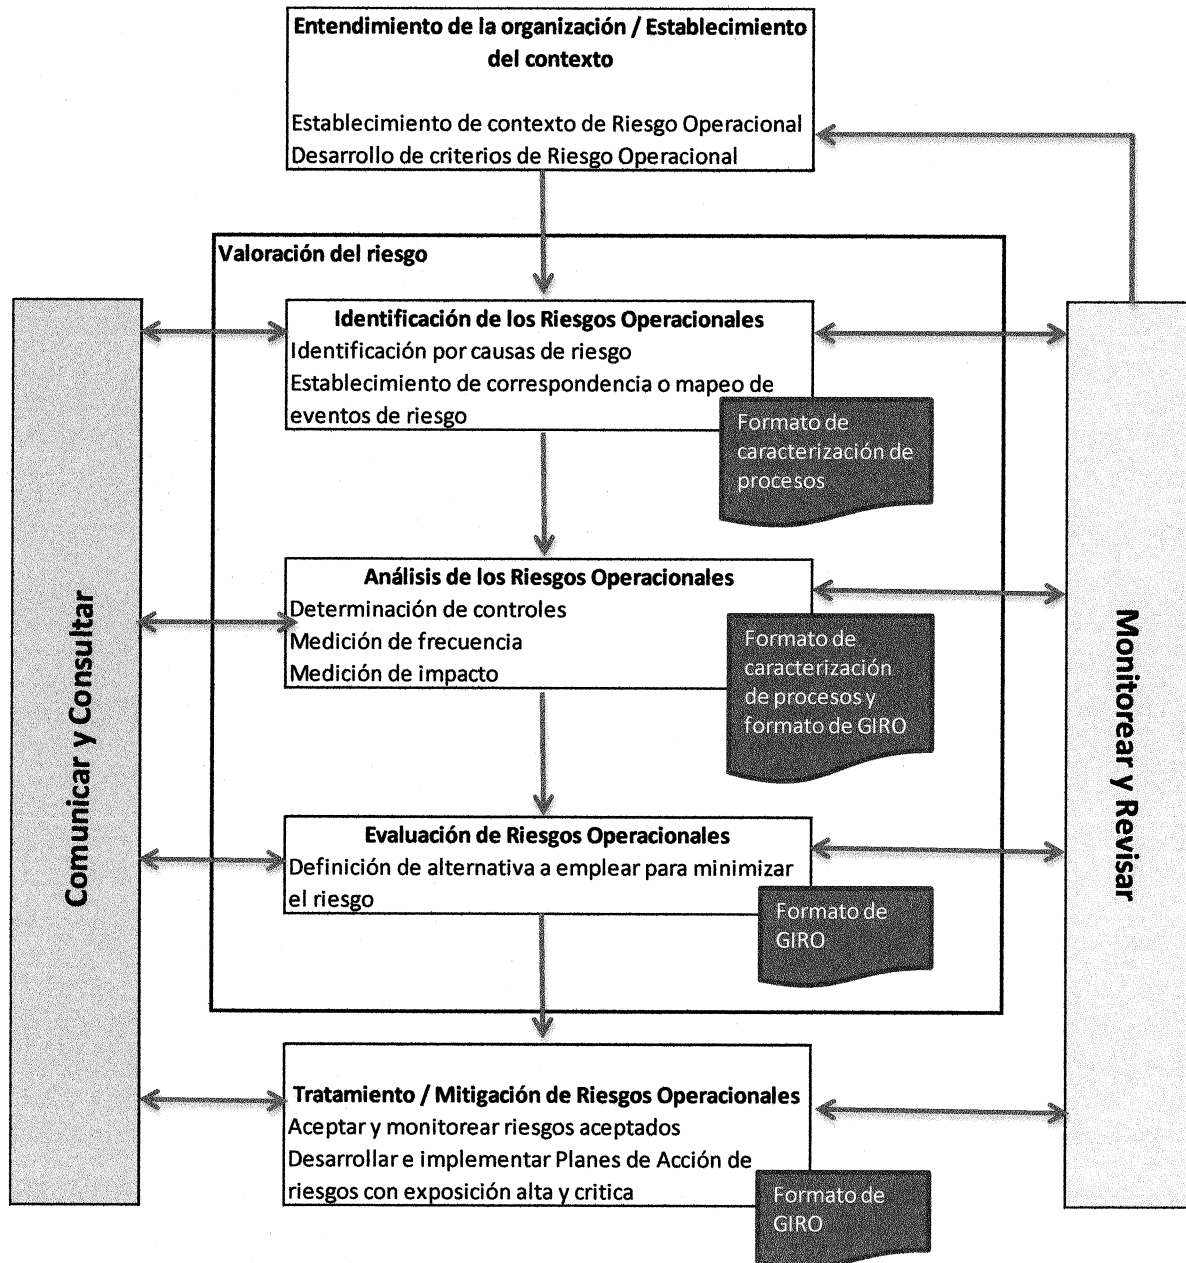 Entendimiento de la organización / Establecimiento
del contexto
Establecimiento de contexto de Riesgo Operacional
Desarrollo de criterios de Riesgo Operacional
Valoración del riesgo
Identificación de los Riesgos Operacionales
Identificación por causas de riesgo
Establecimiento de correspondencia o mapeo de
eventos de riesgo
Formato de
caracterización de
procesos
Análisis de los Riesgos Operacionales
Determinación de controles
Medición de frecuencia
Medición de impacto
Formato de
caracterización
de procesos y
formato de GIRO
Evaluación de Riesgos Operacionales
Definición de alternativa a emplear para minimizar
el riesgo
Formato de
GIRO
Tratamiento / Mitigación de Riesgos Operacionales
Aceptar y monitorear riesgos aceptados
Desarrollar e implementar Planes de Acción de
riesgos con exposición alta y critica
Formato de
GIRO
Comunicar y Consultar
Monitorear y Revisar